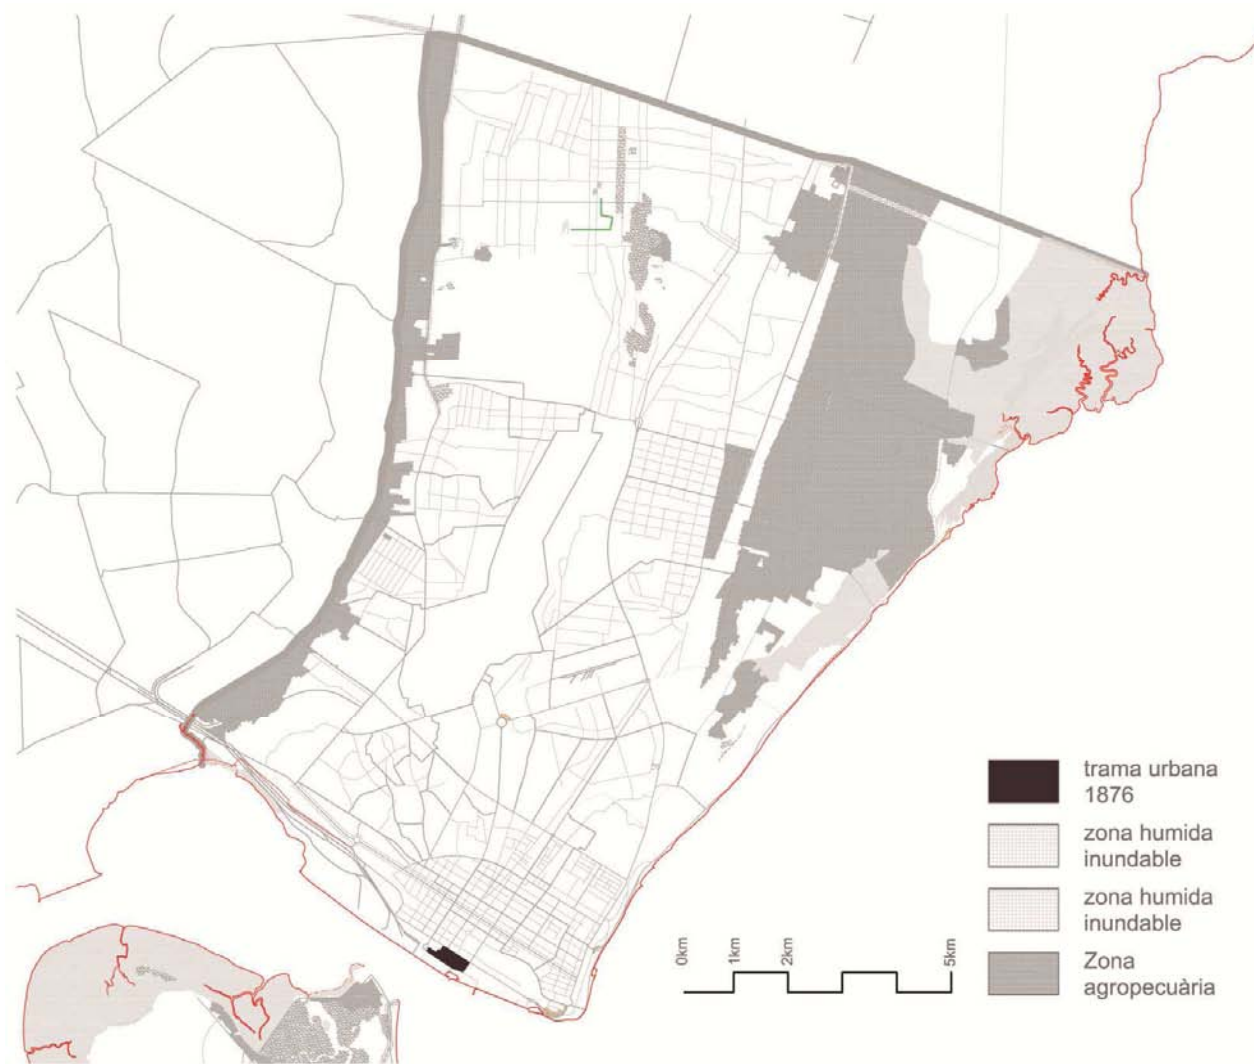 trama urbana
1876
zona humida
inundable
zona humida
inundable
Zona
agropecuària
0km
1km
2km
5km